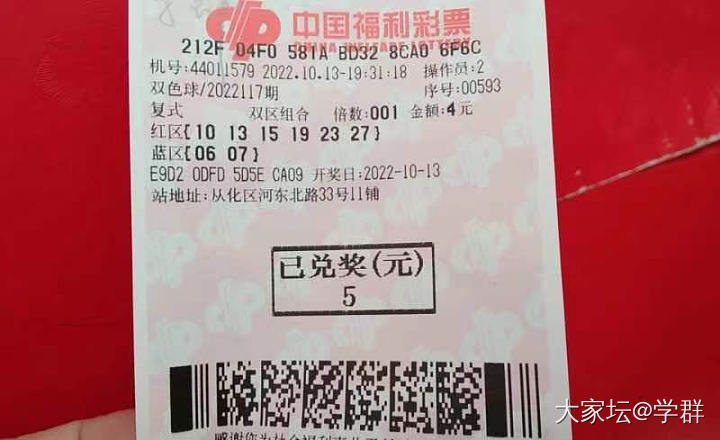 中国福利彩票
CHINA WELFARE LOTTERY
212F 04F0 581A BD32 8CA0 6F6C
机号:44011579 2022.10.13-19:31:18 操作员:2
双色球/2022117期 序号:00593
复式 双区组合 倍数:001 金额:4元
红区{10 13 15 19 23 27}
蓝区{06 07}
E9D2 0DFD 5D5E CA09 开奖日:2022-10-13
站地址:从化区河东北路33号11铺
已兑奖(元)
5
大家坛@学群